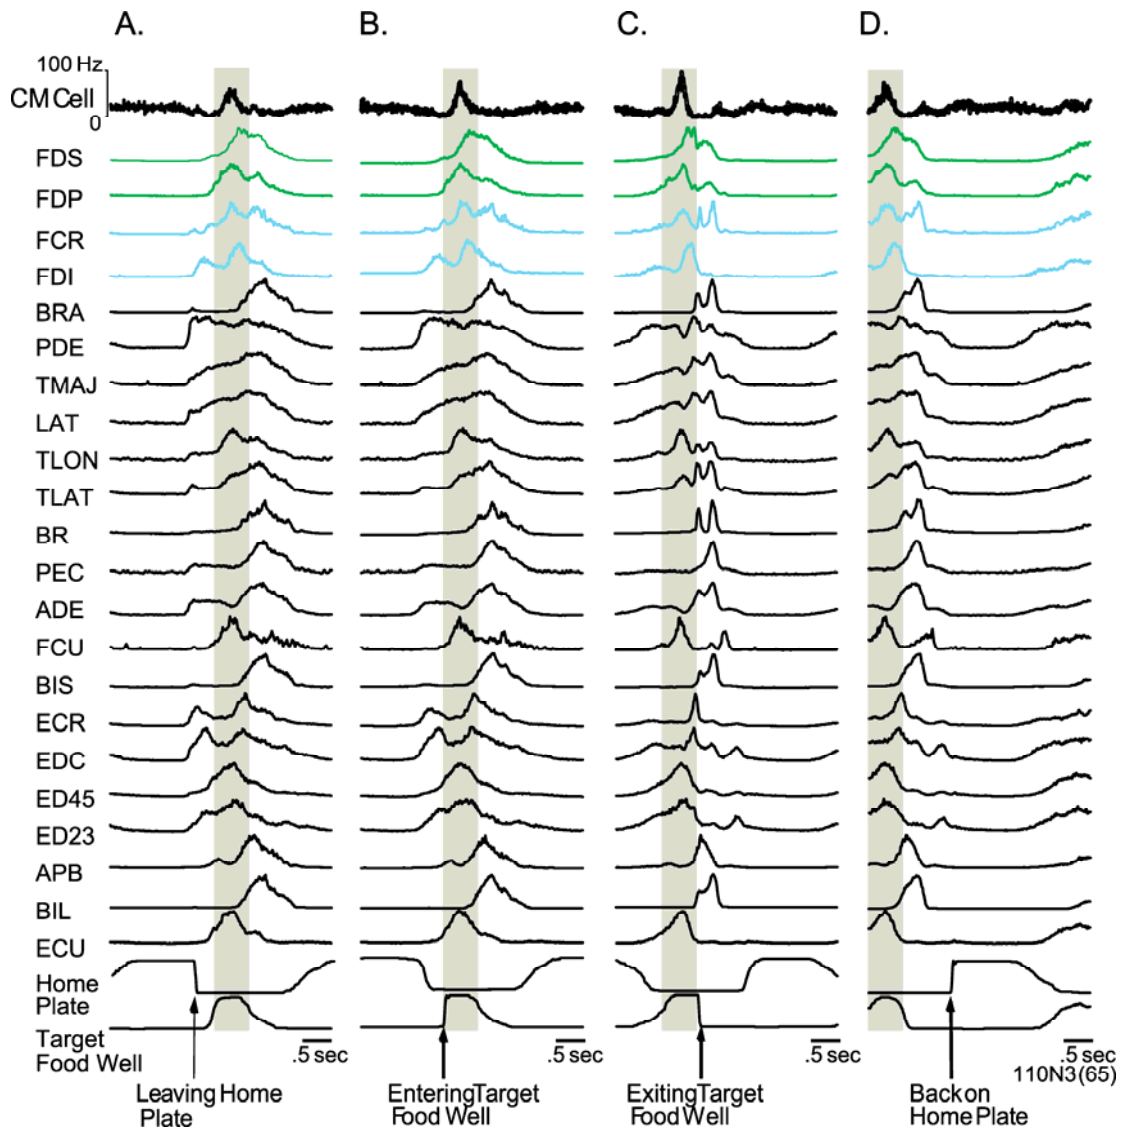 A.
B.
C.
D.
100 Hz
CM Cell
0
FDS
FDP
FCR
FDI
BRA
PDE
TMAJ
LAT
TLON
TLAT
BR
PEC
ADE
FCU
BIS
ECR
EDC
ED45
ED23
APB
BIL
ECU
Home
Plate
Target
Food Well
.5 sec
.5 sec
.5 sec
.5 sec
110N3(65)
Leaving Home
Plate
Entering Target
Food Well
Exiting Target
Food Well
Back on
Home Plate